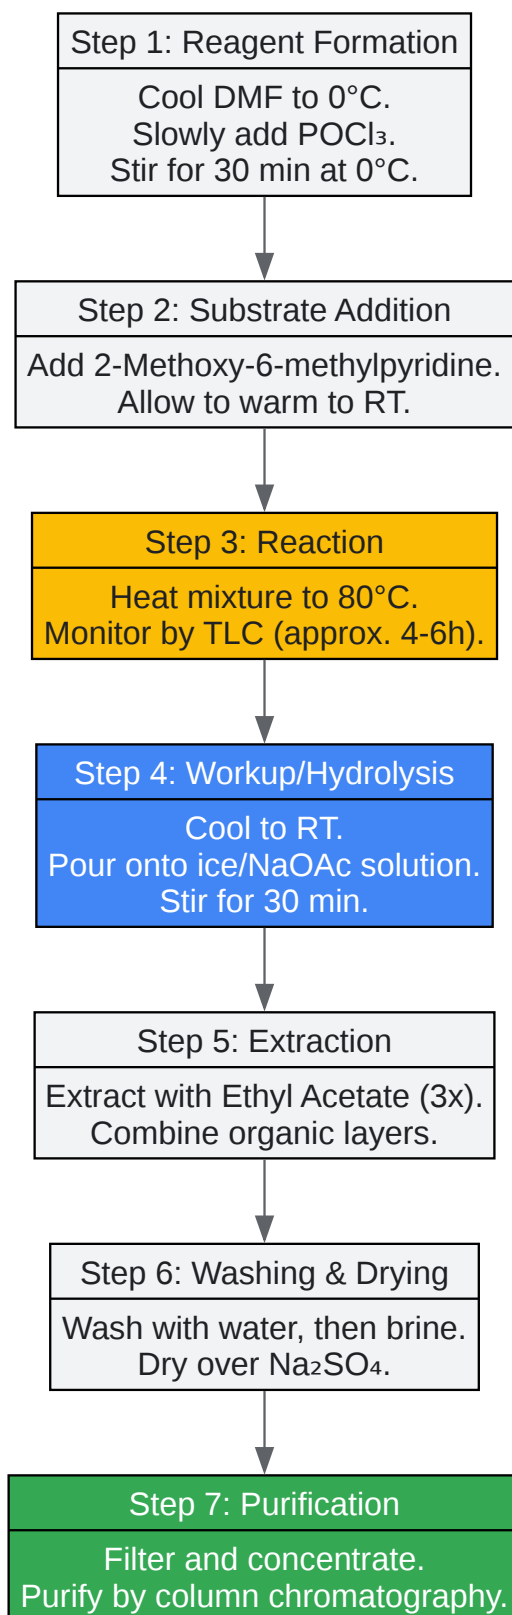 Step 1: Reagent Formation
Cool DMF to 0°C.
Slowly add POCl₃.
Stir for 30 min at 0°C.
Step 2: Substrate Addition
Add 2-Methoxy-6-methylpyridine.
Allow to warm to RT.
Step 3: Reaction
Heat mixture to 80°C.
Monitor by TLC (approx. 4-6h).
Step 4: Workup/Hydrolysis
Cool to RT.
Pour onto ice/NaOAc solution.
Stir for 30 min.
Step 5: Extraction
Extract with Ethyl Acetate (3x).
Combine organic layers.
Step 6: Washing & Drying
Wash with water, then brine.
Dry over Na₂SO₄.
Step 7: Purification
Filter and concentrate.
Purify by column chromatography.